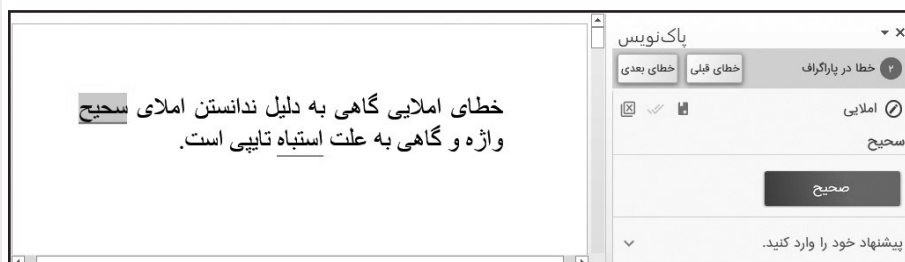 خطای املایی گاهی به دلیل ندانستن املای سحیح
واژه و گاهی به علت استباه تایپی است.
پاک‌نویس
۲ خطا در پاراگراف
خطای قبلی
خطای بعدی
املایی
سحیح
صحیح
پیشنهاد خود را وارد کنید.